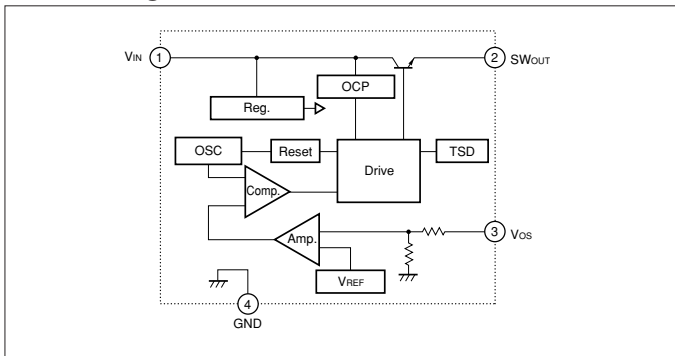 VIN
1
2
SWOUT
OCP
Reg.
OSC
Reset
Drive
TSD
Comp.
Amp.
3
VOS
VREF
4
GND